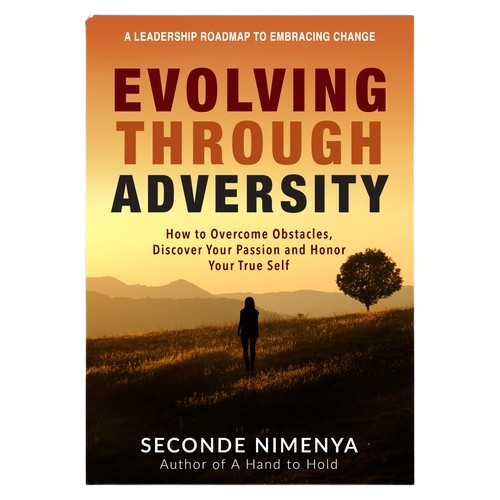 A LEADERSHIP ROADMAP TO EMBRACING CHANGE
EVOLVING
THROUGH
ADVERSITY
How to Overcome Obstacles,
Discover Your Passion and Honor
Your True Self
SECONDE NIMENYA
Author of A Hand to Hold